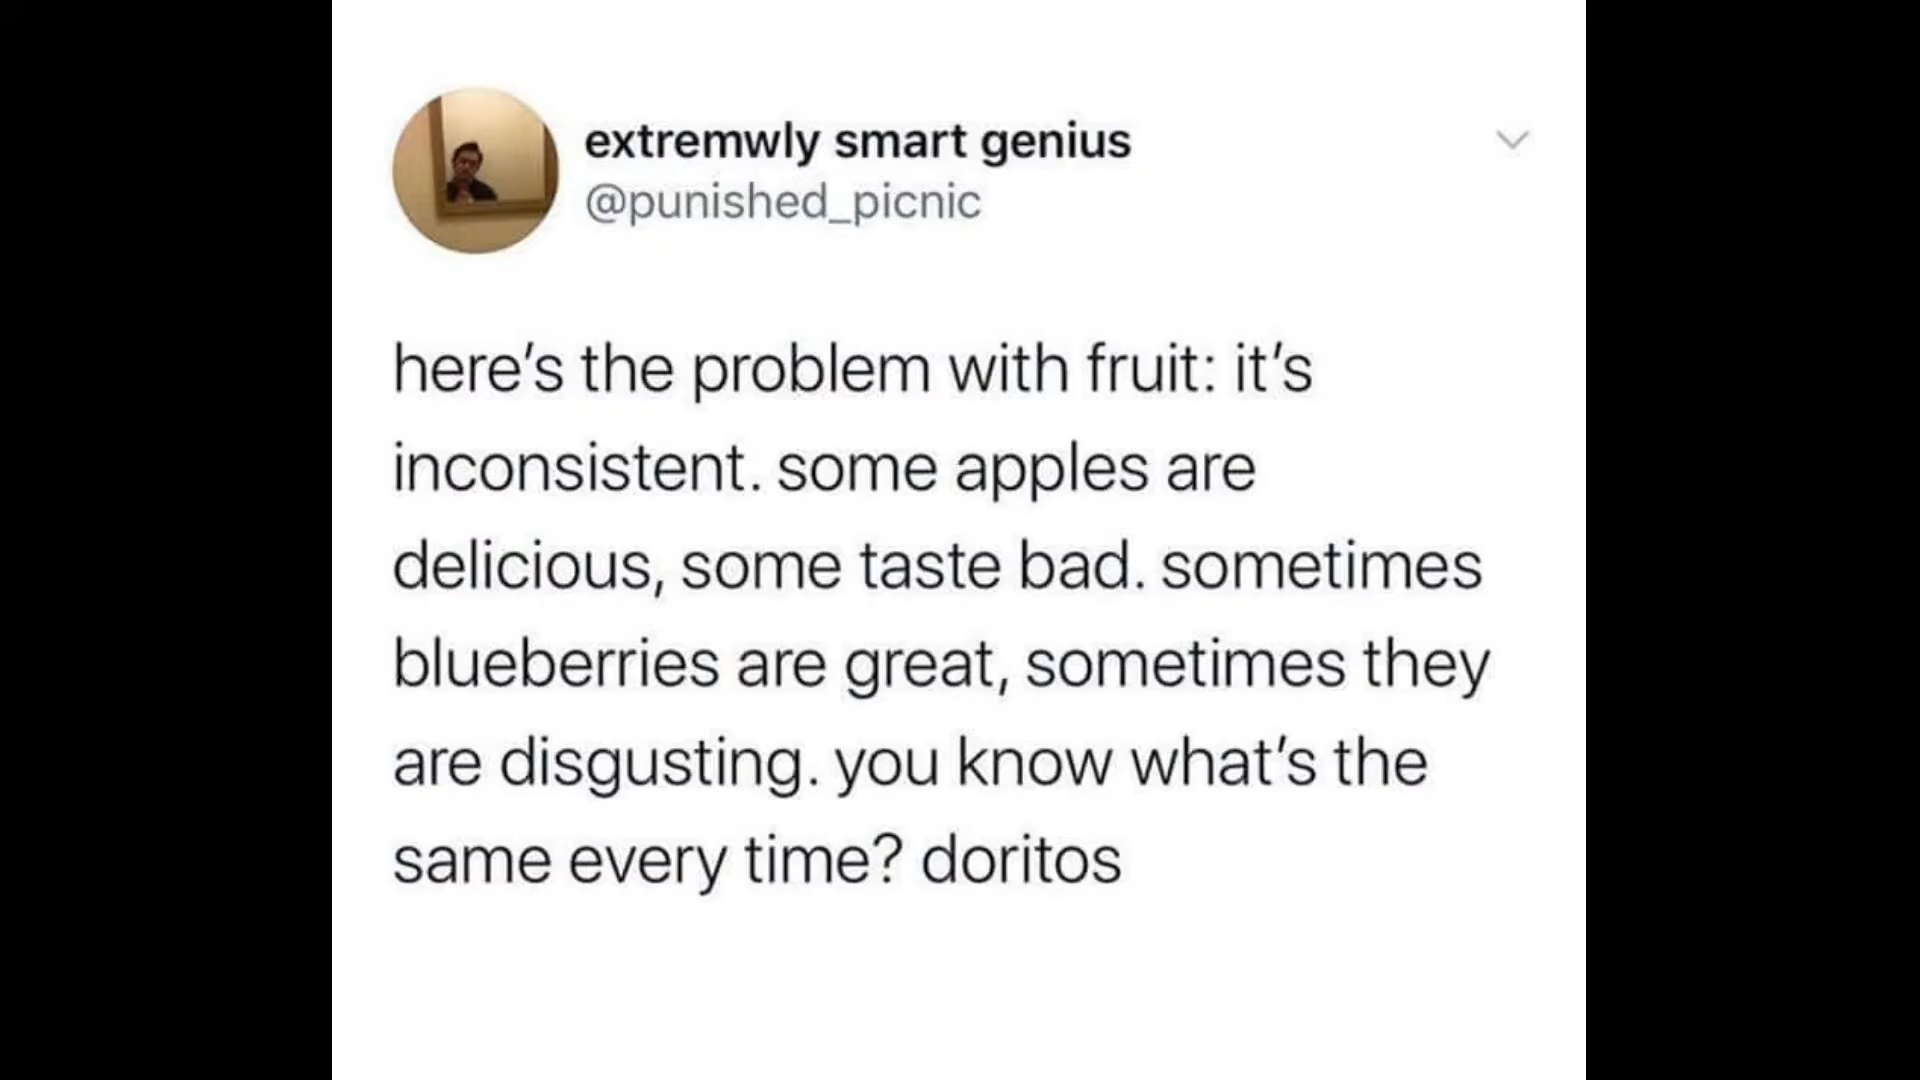 extremwly smart genius
@punished_picnic
here’s the problem with fruit: it’s
inconsistent. some apples are
delicious, some taste bad. sometimes
blueberries are great, sometimes they
are disgusting. you know what’s the
same every time? doritos